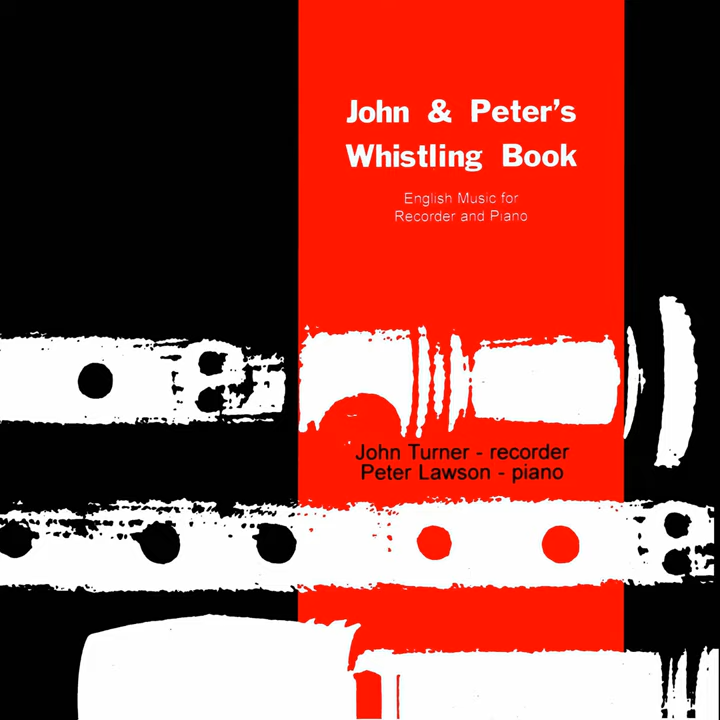 John & Peter's
Whistling Book
English Music for
Recorder and Piano
John Turner - recorder
Peter Lawson - piano